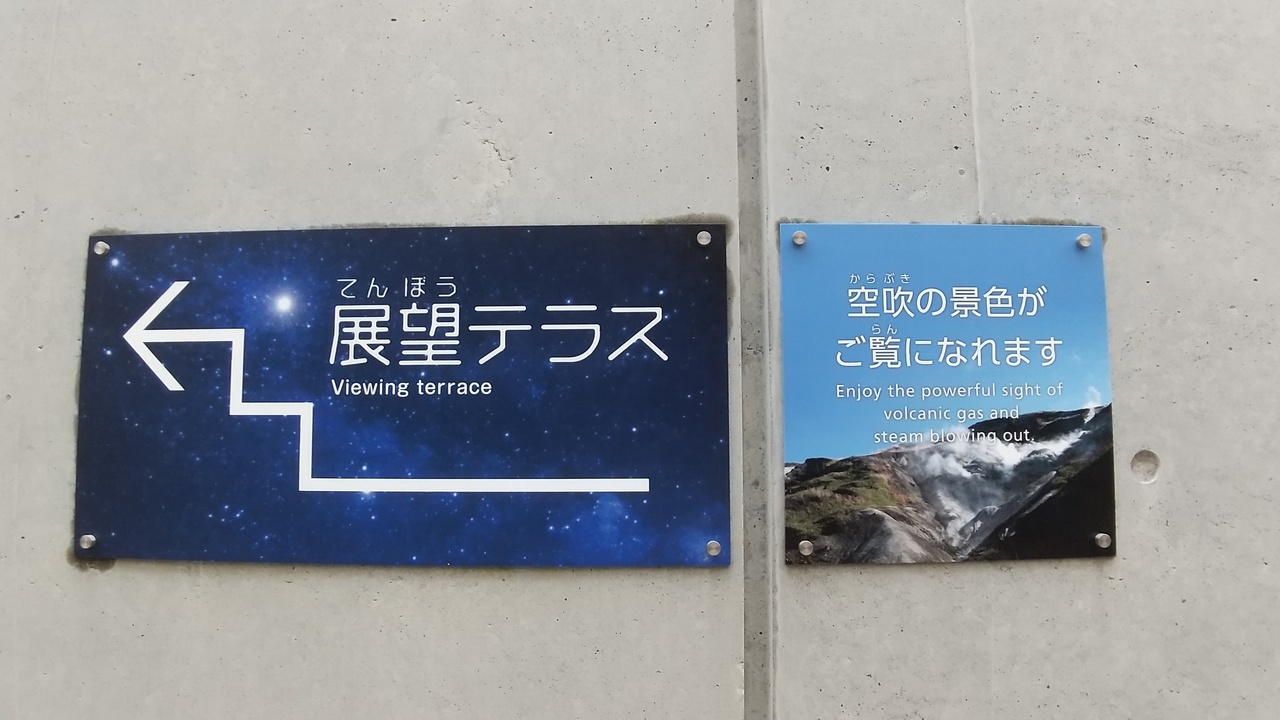 てんぼう
展望テラス
Viewing terrace
からぶき
空吹の景色が
らん
ご覧になれます
Enjoy the powerful sight of
volcanic gas and
steam blowing out.